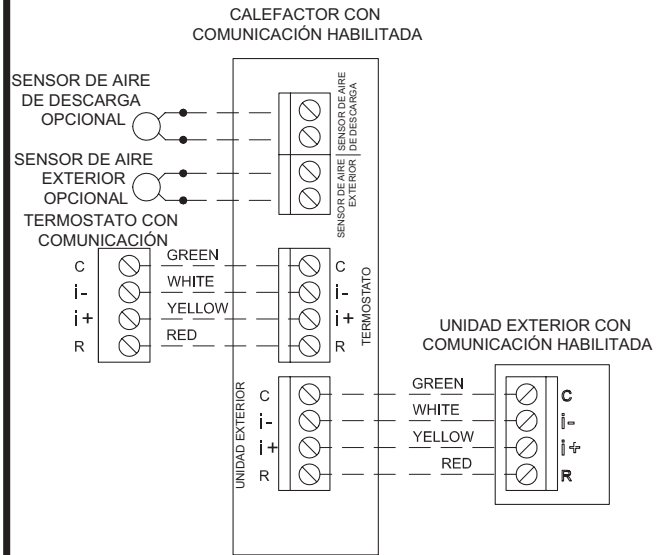 CALEFACTOR CON
COMUNICACIÓN HABILITADA
SENSOR DE AIRE
DE DESCARGA
OPCIONAL
SENSOR DE AIRE
DE DESCARGA
SENSOR DE AIRE
EXTERIOR
OPCIONAL
SENSOR DE AIRE
EXTERIOR
TERMOSTATO CON
COMUNICACIÓN
C
GREEN
C
i-
WHITE
i-
i+
YELLOW
i+
R
RED
R
TERMOSTATO
UNIDAD EXTERIOR CON
COMUNICACIÓN HABILITADA
UNIDAD EXTERIOR
C
GREEN
C
i-
WHITE
i-
i+
YELLOW
i+
R
RED
R